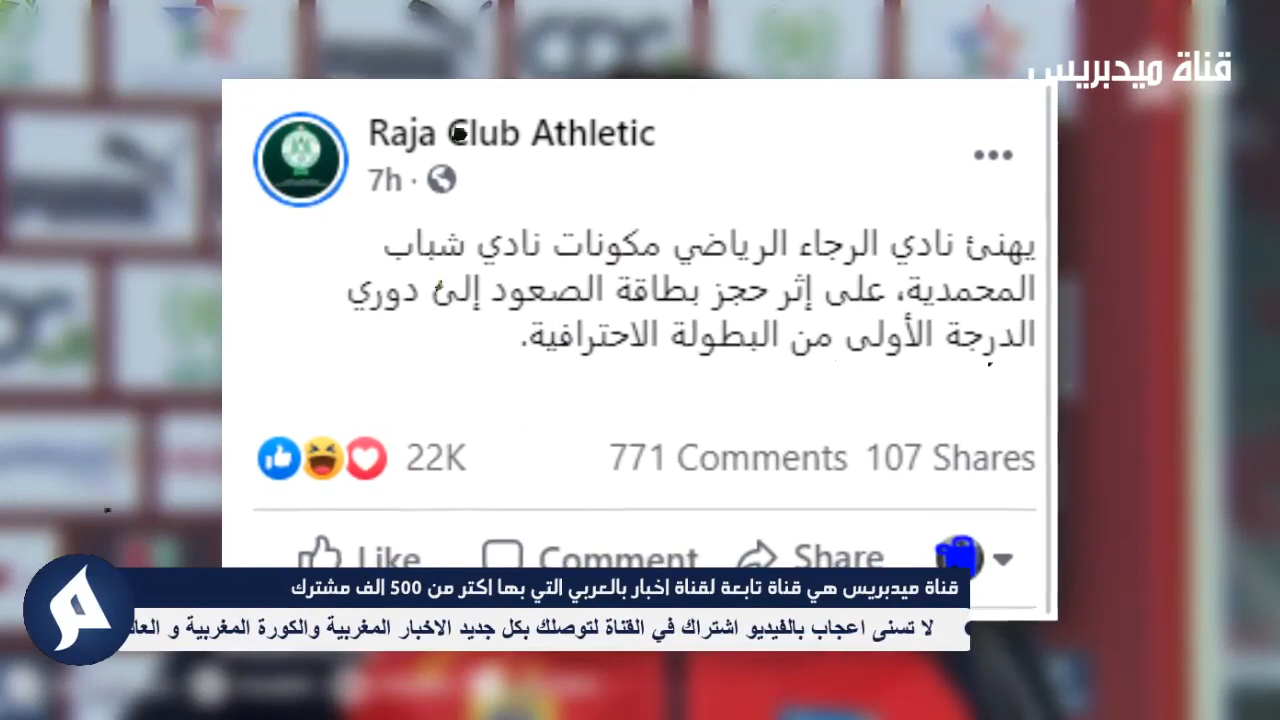 قناة ميدبريس
Raja Club Athletic
7h ·
يهنئ نادي الرجاء الرياضي مكونات نادي شباب
المحمدية، على إثر حجز بطاقة الصعود إلى دوري
الدرجة الأولى من البطولة الاحترافية.
22K 771 Comments 107 Shares
Like Comment Share
قناة ميدبريس هي قناة تابعة لقناة اخبار بالعربي التي بها اكتر من 500 الف مشترك
لا تسنى اعجاب بالفيديو اشتراك في القناة لتوصلك بكل جديد الاخبار المغربية والكورة المغربية و